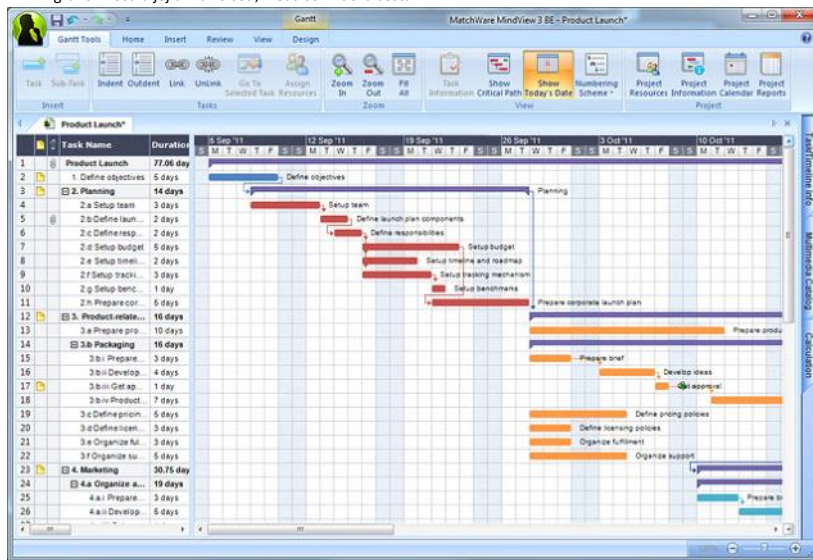 Gantt
MatchWare MindView 3 BE - Product Launch*
Gantt Tools Home Insert Review View Design
Task Sub-Task Indent Outdent Link UnLink Go To Selected Task Assign Resources Zoom In Zoom Out Fit All Task Information Show Critical Path Show Today's Date Numbering Scheme Project Resources Project Information Project Calendar Project Reports
Insert Tasks Zoom View Project
Product Launch*
Task Name Duration 5 Sep '11 12 Sep '11 19 Sep '11 26 Sep '11 3 Oct '11 10 Oct '11
S M T W T F S S M T W T F S S M T W T F S S M T W T F S S M T W T F S S M T W T F S
1 Product Launch 77.06 day
2 1. Define objectives 5 days Define objectives
3 2. Planning 14 days Planning
4 2.a Setup team 3 days Setup team
5 2.b Define laun... 2 days Define launch plan components
6 2.c Define resp... 2 days Define responsibilities
7 2.d Setup budget 5 days Setup budget
8 2.e Setup timeli... 2 days Setup timeline and roadmap
9 2.f Setup tracki... 3 days Setup tracking mechanism
10 2.g Setup benc... 1 day Setup benchmarks
11 2.h Prepare cor... 5 days Prepare corporate launch plan
12 3. Product-relate... 16 days
13 3.a Prepare pro... 10 days Prepare produ
14 3.b Packaging 16 days
15 3.b.i Prepare... 3 days Prepare brief
16 3.b.ii Develop... 4 days Develop ideas
17 3.b.iii Get ap... 1 day Get approval
18 3.b.iv Product... 7 days
19 3.c Define pricin... 5 days Define pricing policies
20 3.d Define licen... 3 days Define licensing policies
21 3.e Organize ful... 3 days Organize fulfilment
22 3.f Organize su... 5 days Organize support
23 4. Marketing 30.75 day
24 4.a Organize a... 19 days
25 4.a.i Prepare... 3 days Prepare b
26 4.a.ii Develop... 5 days
Task/Timeline Info
Multimedia Catalog
Calculation